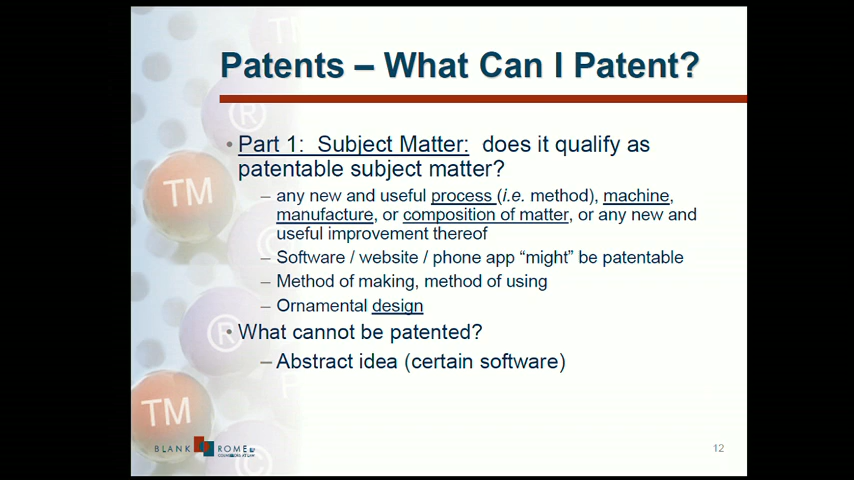 Patents – What Can I Patent?
• Part 1: Subject Matter: does it qualify as
patentable subject matter?
– any new and useful process (i.e. method), machine,
manufacture, or composition of matter, or any new and
useful improvement thereof
– Software / website / phone app “might” be patentable
– Method of making, method of using
– Ornamental design
• What cannot be patented?
– Abstract idea (certain software)
®
TM
©
®
TM
©
BLANK ROME
COUNSELORS AT LAW
12